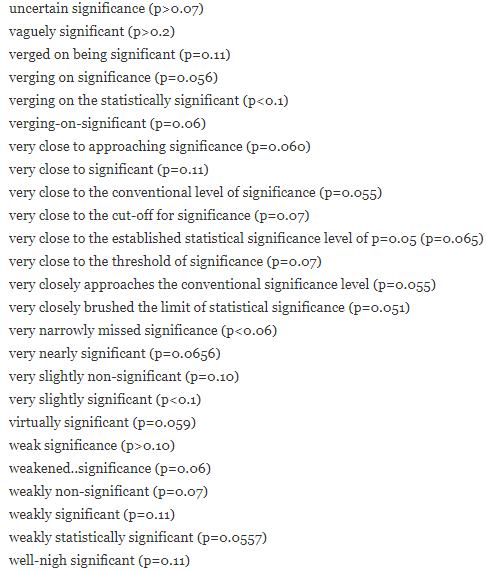 uncertain significance (p>0.07)
vaguely significant (p>0.2)
verged on being significant (p=0.11)
verging on significance (p=0.056)
verging on the statistically significant (p<0.1)
verging-on-significant (p=0.06)
very close to approaching significance (p=0.060)
very close to significant (p=0.11)
very close to the conventional level of significance (p=0.055)
very close to the cut-off for significance (p=0.07)
very close to the established statistical significance level of p=0.05 (p=0.065)
very close to the threshold of significance (p=0.07)
very closely approaches the conventional significance level (p=0.055)
very closely brushed the limit of statistical significance (p=0.051)
very narrowly missed significance (p<0.06)
very nearly significant (p=0.0656)
very slightly non-significant (p=0.10)
very slightly significant (p<0.1)
virtually significant (p=0.059)
weak significance (p>0.10)
weakened..significance (p=0.06)
weakly non-significant (p=0.07)
weakly significant (p=0.11)
weakly statistically significant (p=0.0557)
well-nigh significant (p=0.11)